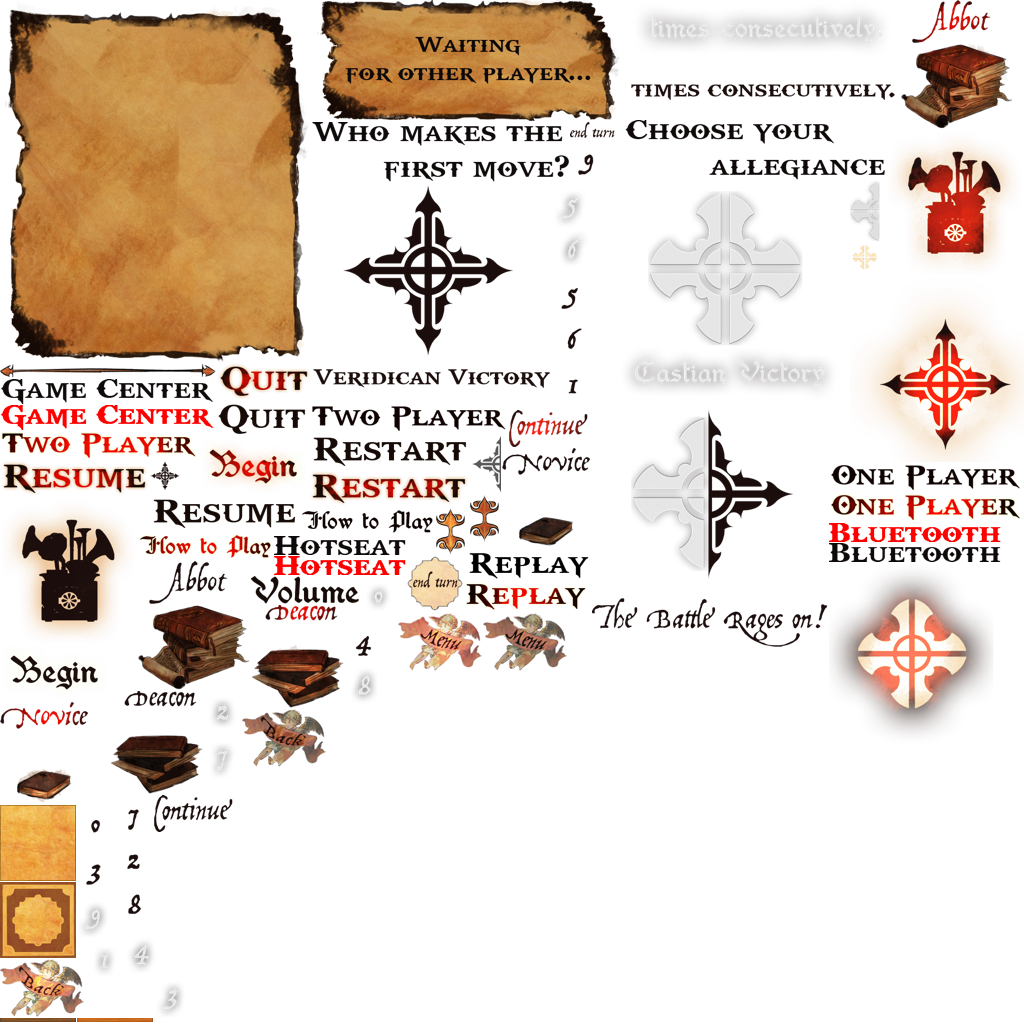 times consecutively.
Abbot
Waiting
for other player...
times consecutively.
Who makes the
first move?
end turn
9
Choose your
allegiance
5
6
5
6
1
Castian Victory
Game Center
Game Center
Quit
Quit
Veridican Victory
Two Player
Two Player
Continue
Novice
Restart
Restart
Resume
Begin
One Player
One Player
Bluetooth
Bluetooth
Resume
How to Play
How to Play
Hotseat
Hotseat
Replay
Replay
Abbot
Volume
Deacon
0
end turn
The Battle Rages on!
Menu
Menu
4
8
Begin
Novice
Deacon
2
7
Back
Continue
0
7
3
2
9
8
1
4
Back
3